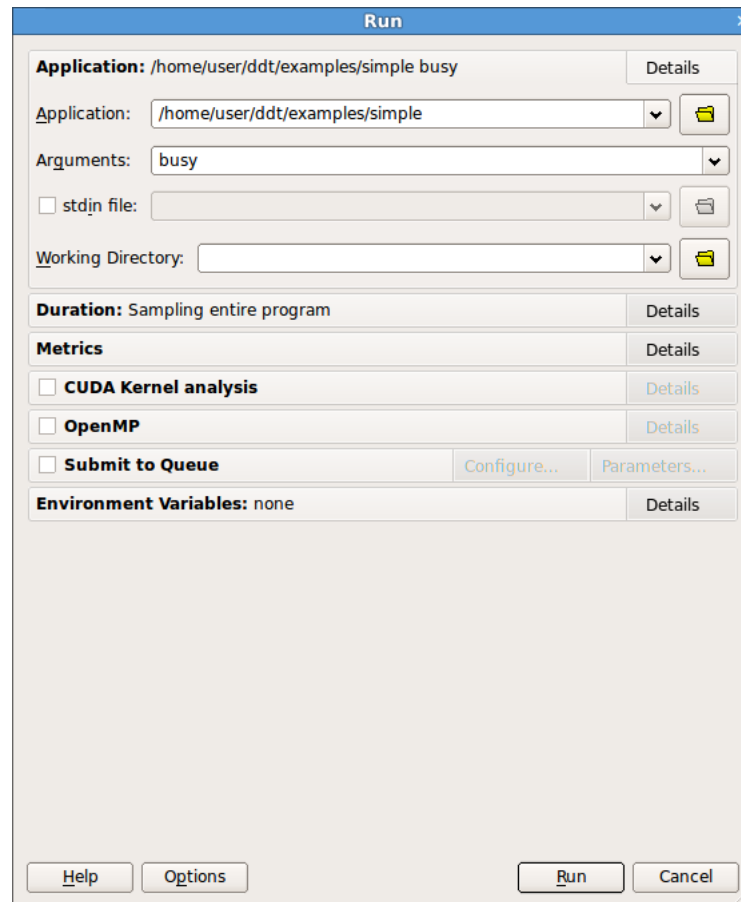 Run
Application: /home/user/ddt/examples/simple busy Details
Application: /home/user/ddt/examples/simple
Arguments: busy
stdin file:
Working Directory:
Duration: Sampling entire program Details
Metrics Details
CUDA Kernel analysis Details
OpenMP Details
Submit to Queue Configure... Parameters...
Environment Variables: none Details
Help Options Run Cancel